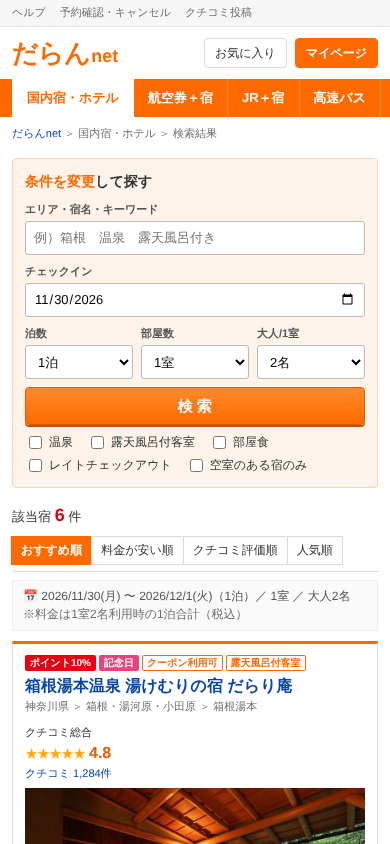 ヘルプ　予約確認・キャンセル　クチコミ投稿
だらんnet
お気に入り　マイページ
国内宿・ホテル　航空券＋宿　JR＋宿　高速バス
だらんnet ＞ 国内宿・ホテル ＞ 検索結果
条件を変更して探す
エリア・宿名・キーワード
例）箱根　温泉　露天風呂付き
チェックイン
11/30/2026
泊数　部屋数　大人/1室
1泊　1室　2名
検 索
温泉　露天風呂付客室　部屋食
レイトチェックアウト　空室のある宿のみ
該当宿 6 件
おすすめ順　料金が安い順　クチコミ評価順　人気順
📅 2026/11/30(月) 〜 2026/12/1(火)（1泊）／ 1室 ／ 大人2名
※料金は1室2名利用時の1泊合計（税込）
ポイント10%　記念日　クーポン利用可　露天風呂付客室
箱根湯本温泉 湯けむりの宿 だらり庵
神奈川県 ＞ 箱根・湯河原・小田原 ＞ 箱根湯本
クチコミ総合
★★★★★ 4.8
クチコミ 1,284件